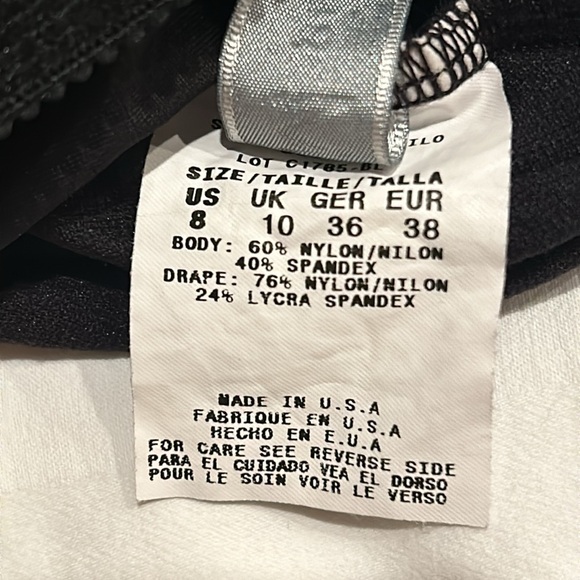 ILO
LOT C1785-BL
SIZE/TAILLE/TALLA
US UK GER EUR
8 10 36 38
BODY: 60% NYLON/NILON
40% SPANDEX
DRAPE: 76% NYLON/NILON
24% LYCRA SPANDEX
MADE IN U.S.A
FABRIQUE EN U.S.A
HECHO EN E.U.A
FOR CARE SEE REVERSE SIDE
PARA EL CUIDADO VEA EL DORSO
POUR LE SOIN VOIR LE VERSO